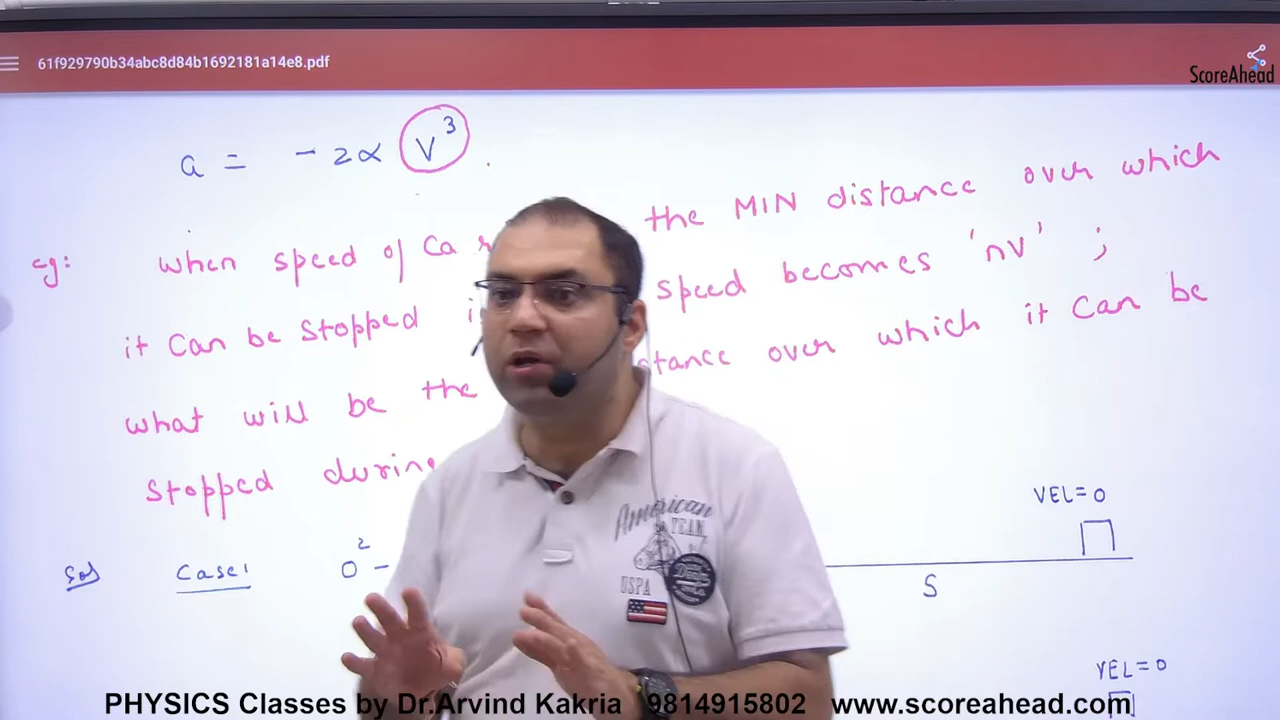 61f929790b34abc8d84b1692181a14e8.pdf
ScoreAhead
a = - 2α V³
eg: when speed of Ca the MIN distance over which
it can be stopped speed becomes 'nv' ;
what will be the over which it can be
stopped during
VEL=0
Sol Case1 0² -
S
VEL=0
American
TEAM
USPA
PHYSICS Classes by Dr.Arvind Kakria 9814915802 www.scoreahead.com